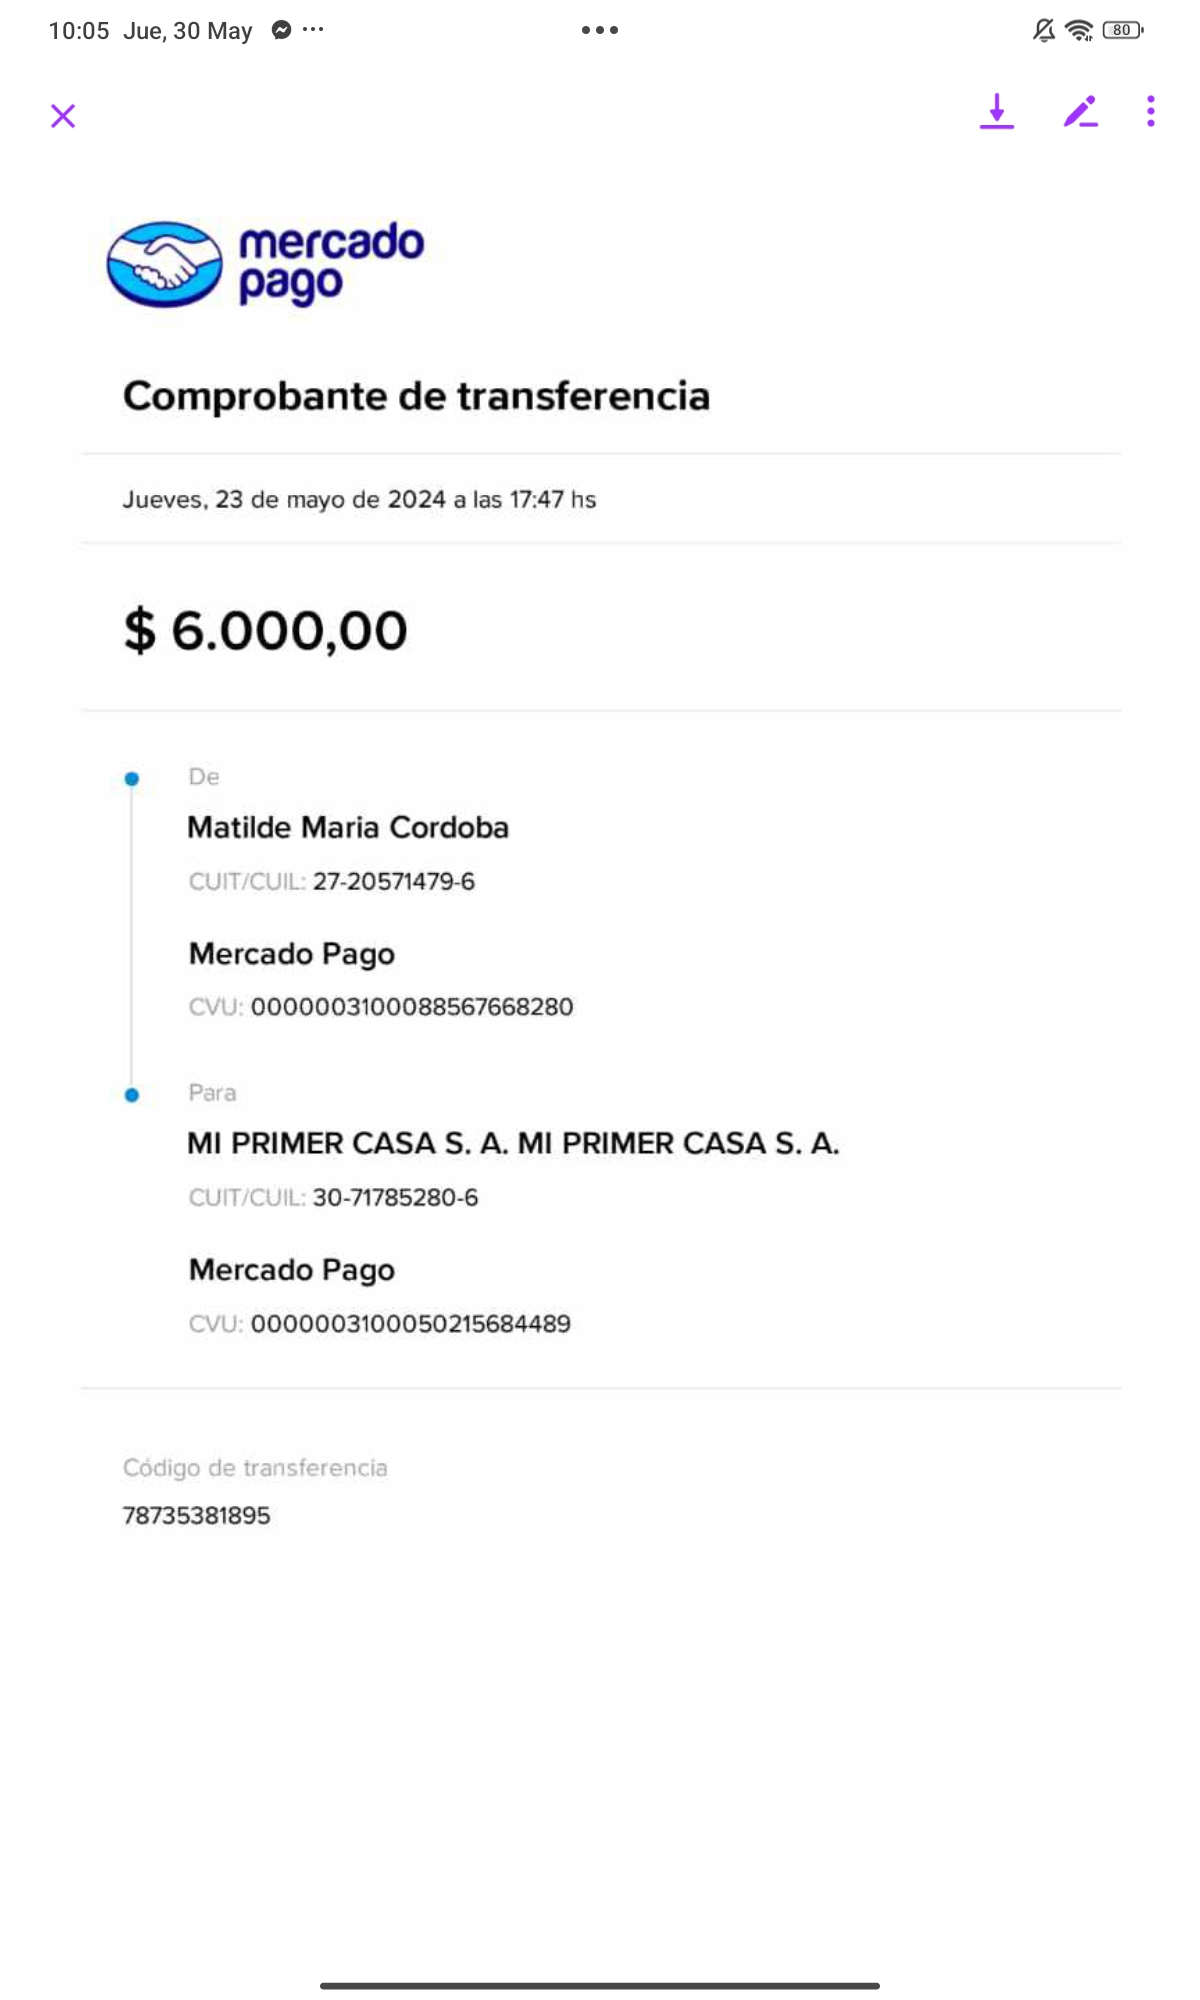 10:05 Jue, 30 May
80
mercado
pago
Comprobante de transferencia
Jueves, 23 de mayo de 2024 a las 17:47 hs
$ 6.000,00
De
Matilde Maria Cordoba
CUIT/CUIL: 27-20571479-6
Mercado Pago
CVU: 0000003100088567668280
Para
MI PRIMER CASA S. A. MI PRIMER CASA S. A.
CUIT/CUIL: 30-71785280-6
Mercado Pago
CVU: 0000003100050215684489
Código de transferencia
78735381895